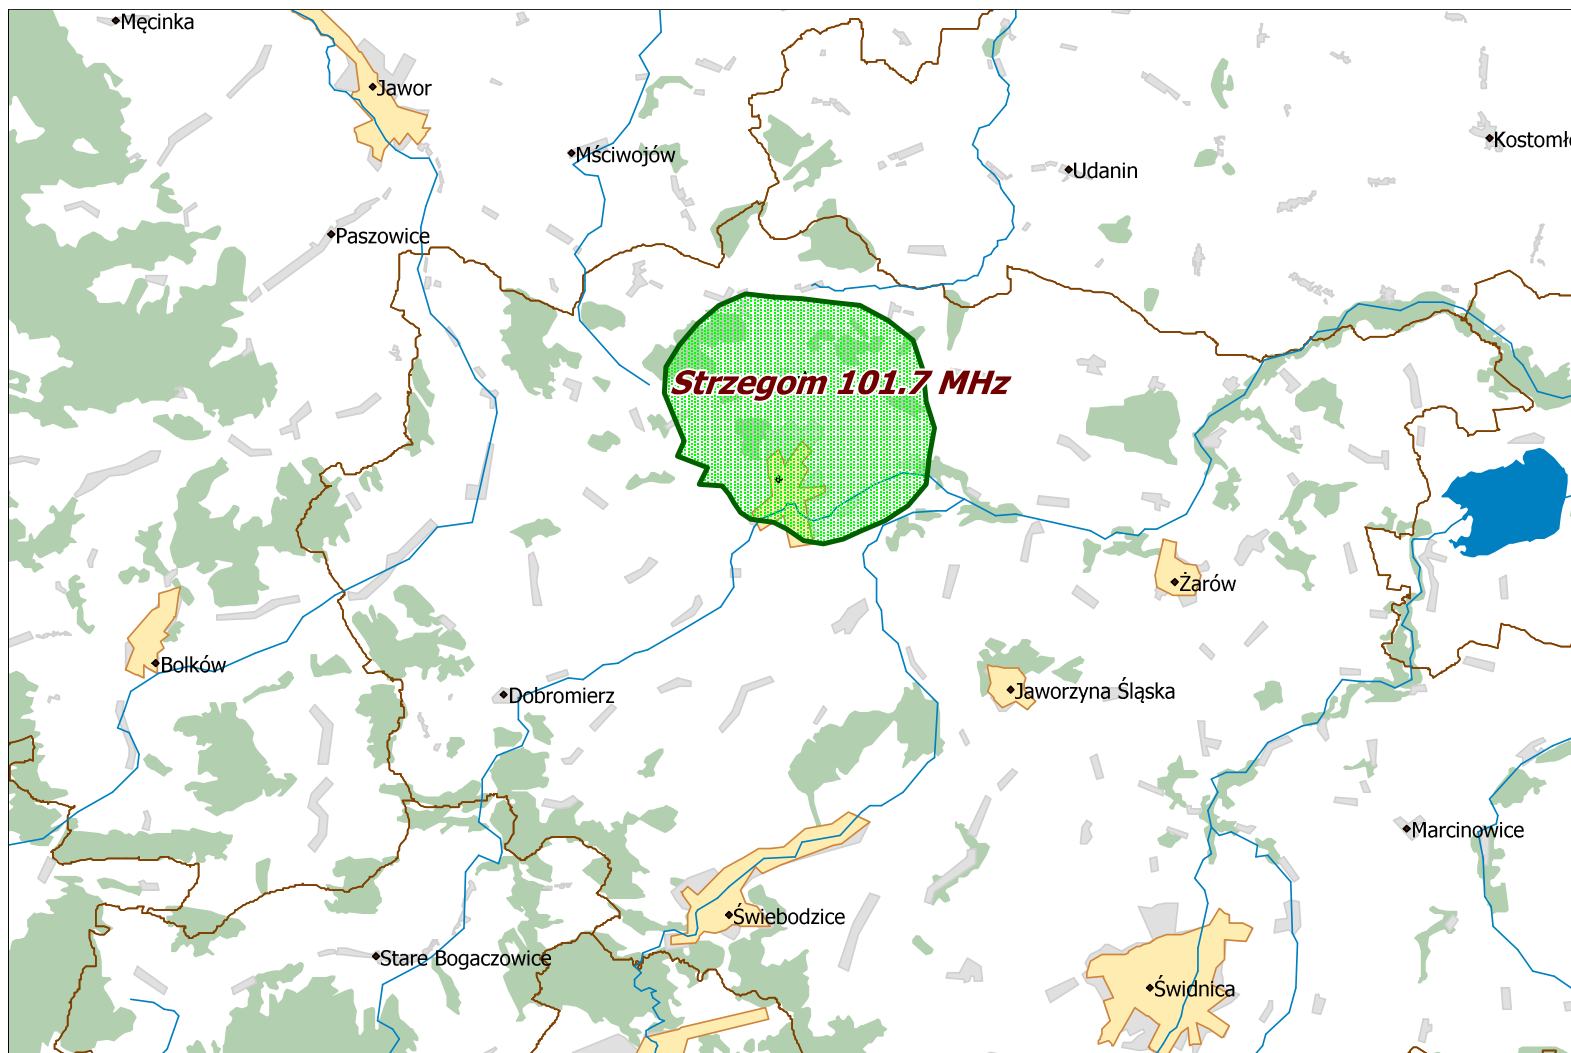 Męcinka
Jawor
Mściwojów
Kostomło
Udanin
Paszowice
Strzegom 101.7 MHz
Żarów
Bolków
Dobromierz
Jaworzyna Śląska
Marcinowice
Świebodzice
Stare Bogaczowice
Świdnica